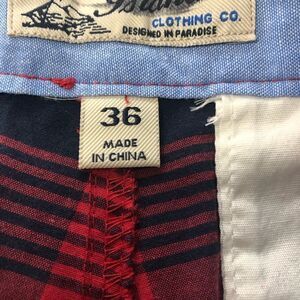 CLOTHING CO.
DESIGNED IN PARADISE
36
MADE
IN CHINA